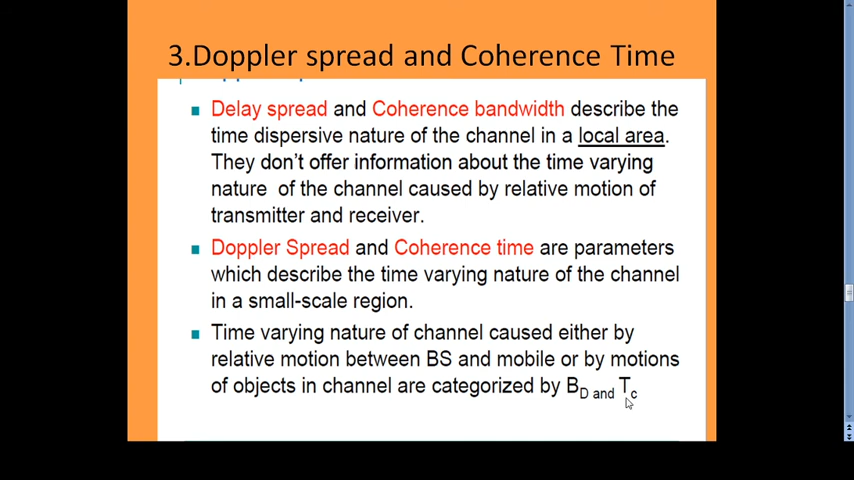 3.Doppler spread and Coherence Time
Delay spread and Coherence bandwidth describe the
time dispersive nature of the channel in a local area.
They don't offer information about the time varying
nature of the channel caused by relative motion of
transmitter and receiver.
Doppler Spread and Coherence time are parameters
which describe the time varying nature of the channel
in a small-scale region.
Time varying nature of channel caused either by
relative motion between BS and mobile or by motions
of objects in channel are categorized by BD and Tc